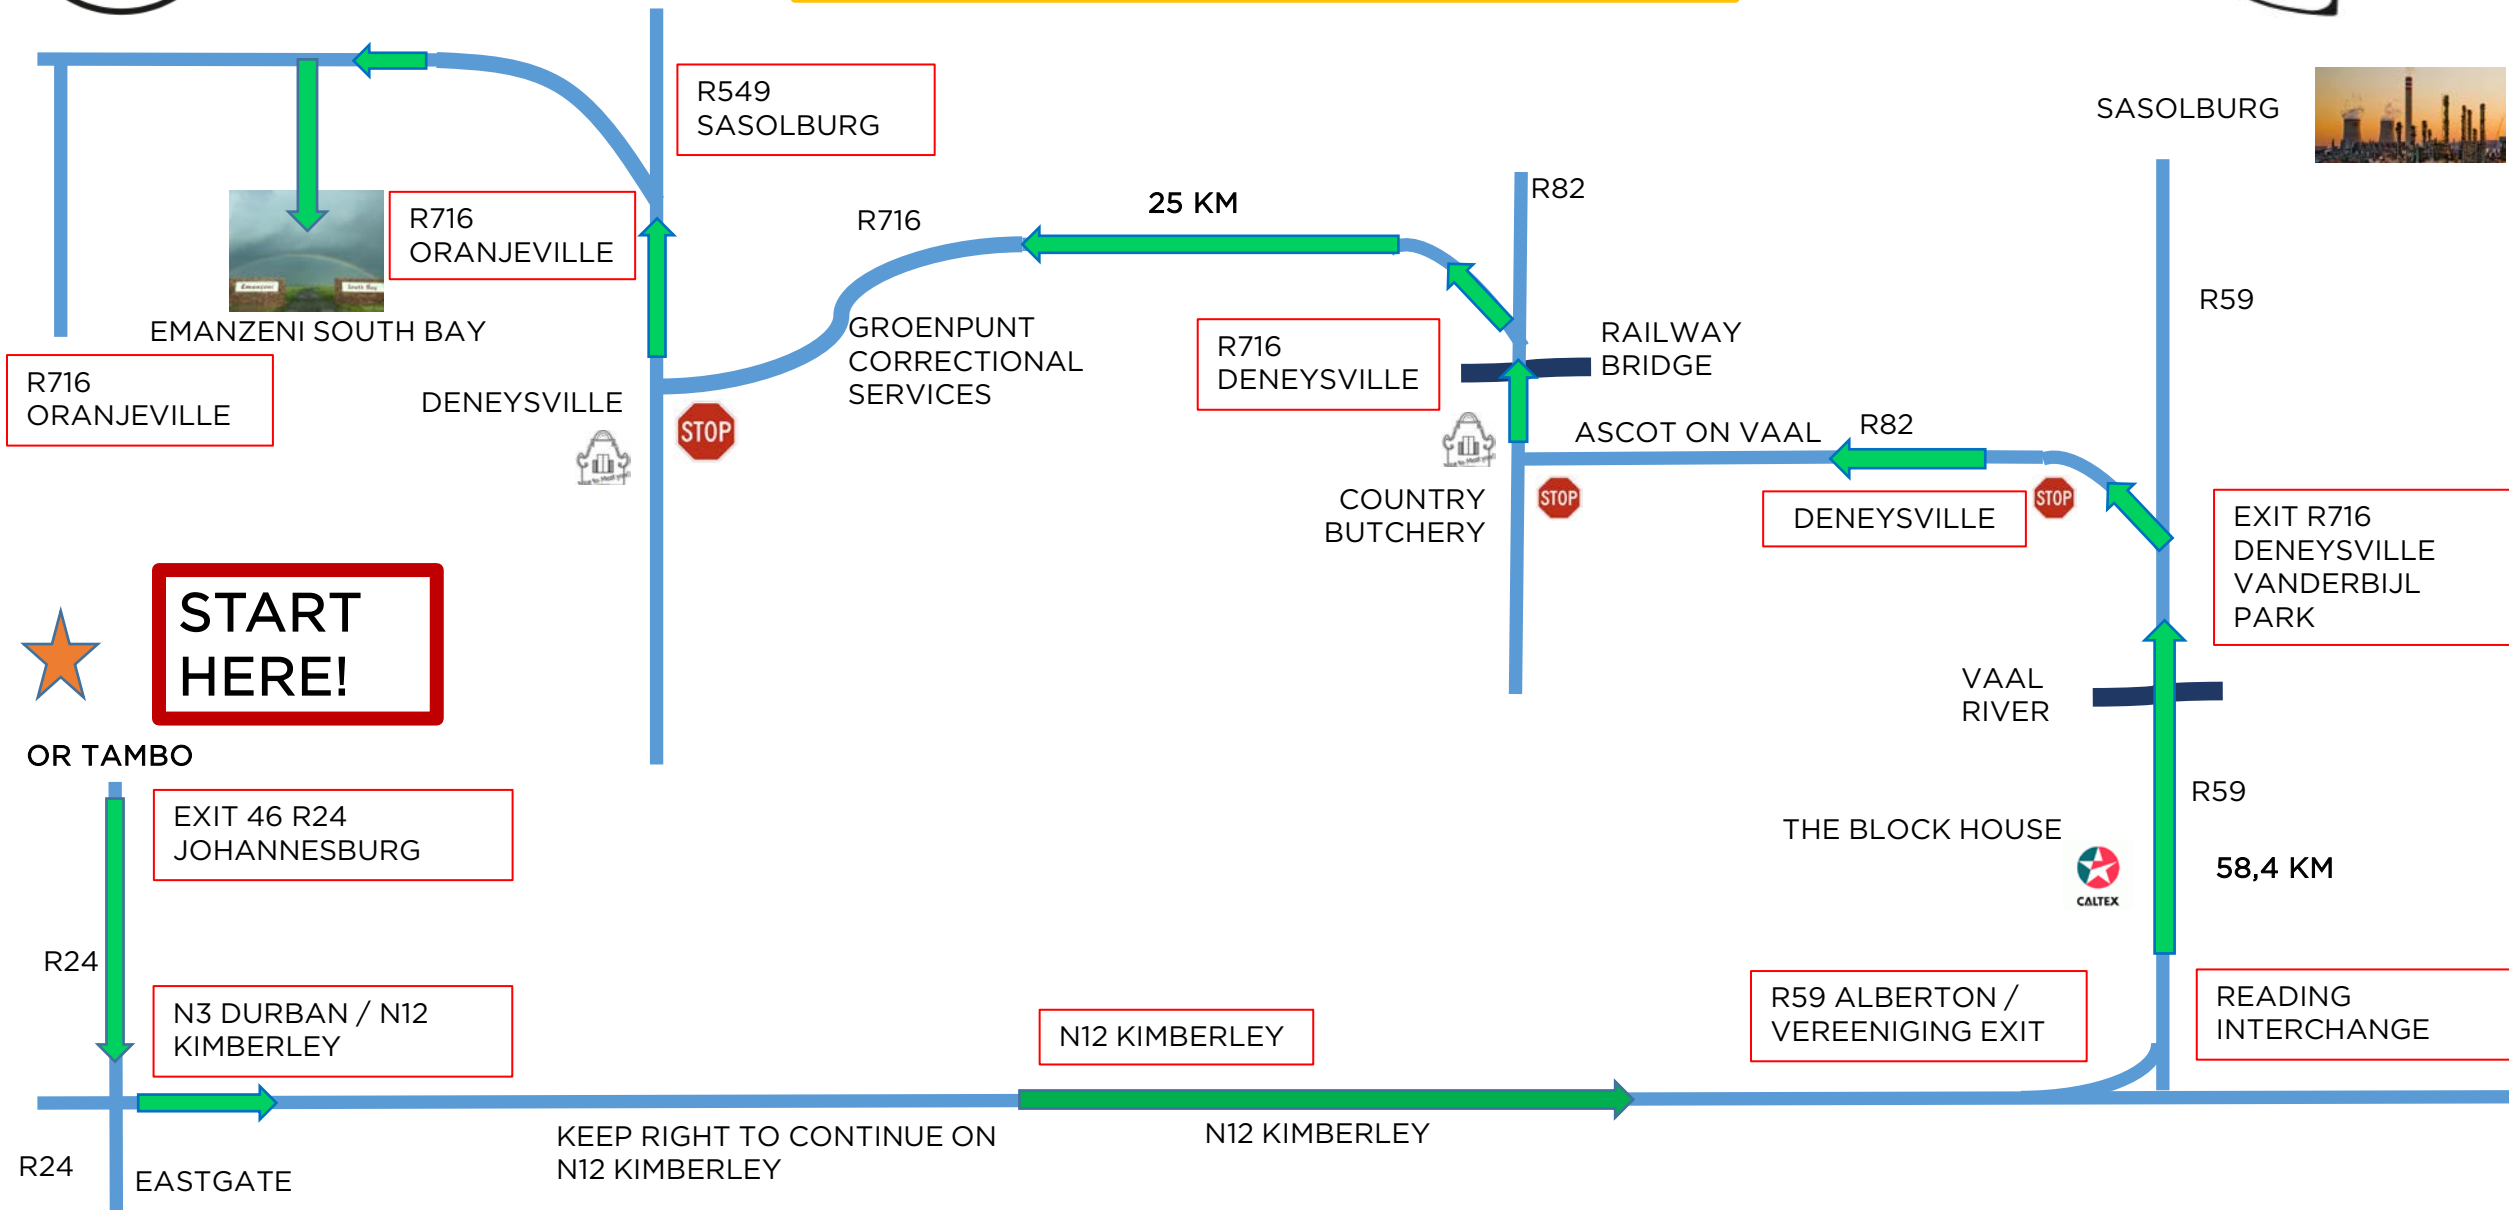 R549
SASOLBURG
SASOLBURG
R716
ORANJEVILLE
R716
25 KM
R82
R59
Emanzeni
South Bay
EMANZENI SOUTH BAY
GROENPUNT
CORRECTIONAL
SERVICES
R716
DENEYSVILLE
RAILWAY
BRIDGE
R716
ORANJEVILLE
DENEYSVILLE
STOP
ASCOT ON VAAL
R82
COUNTRY
BUTCHERY
STOP
DENEYSVILLE
STOP
EXIT R716
DENEYSVILLE
VANDERBIJL
PARK
START
HERE!
VAAL
RIVER
OR TAMBO
EXIT 46 R24
JOHANNESBURG
R59
THE BLOCK HOUSE
CALTEX
58,4 KM
R24
N3 DURBAN / N12
KIMBERLEY
N12 KIMBERLEY
R59 ALBERTON /
VEREENIGING EXIT
READING
INTERCHANGE
KEEP RIGHT TO CONTINUE ON
N12 KIMBERLEY
N12 KIMBERLEY
R24
EASTGATE